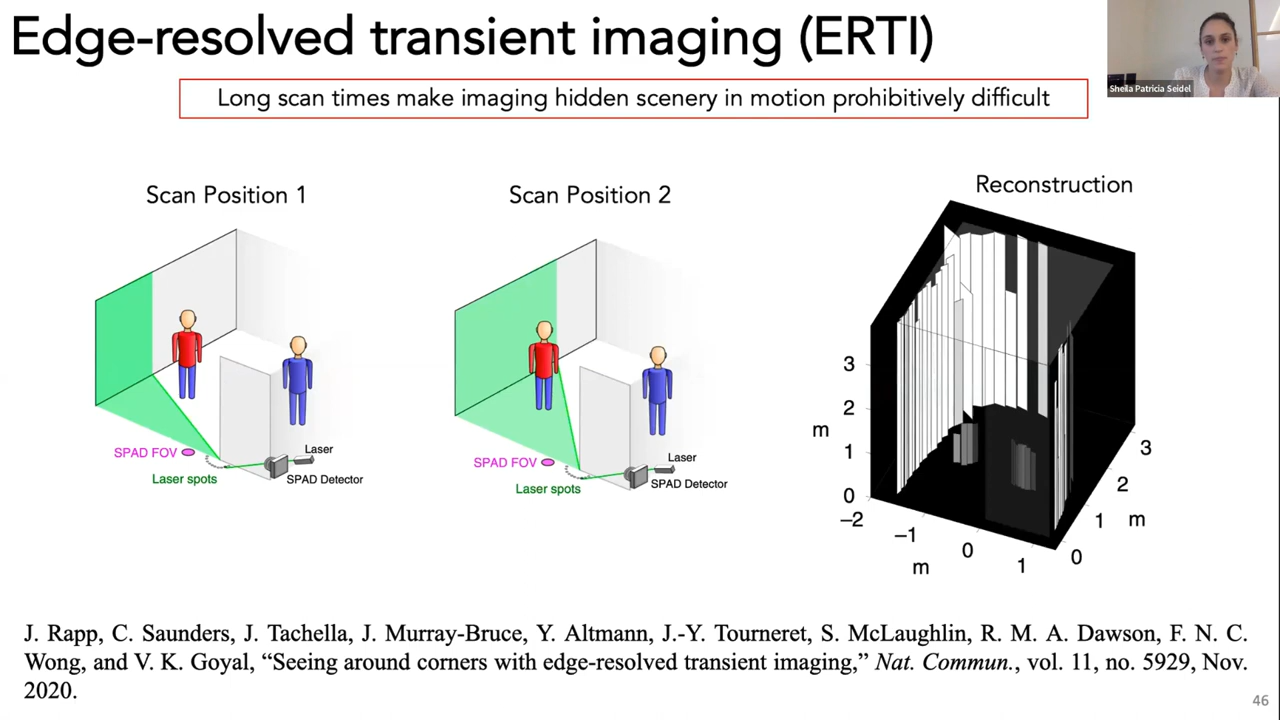 Edge-resolved transient imaging (ERTI)
Sheila Patricia Seidel
Long scan times make imaging hidden scenery in motion prohibitively difficult
Scan Position 1
SPAD FOV
Laser spots
Laser
SPAD Detector
Scan Position 2
SPAD FOV
Laser spots
Laser
SPAD Detector
Reconstruction
3
2
m
1
0
–2
–1
m
0
1
0
1
m
2
3
J. Rapp, C. Saunders, J. Tachella, J. Murray-Bruce, Y. Altmann, J.-Y. Tourneret, S. McLaughlin, R. M. A. Dawson, F. N. C.
Wong, and V. K. Goyal, “Seeing around corners with edge-resolved transient imaging,” Nat. Commun., vol. 11, no. 5929, Nov.
2020.
46